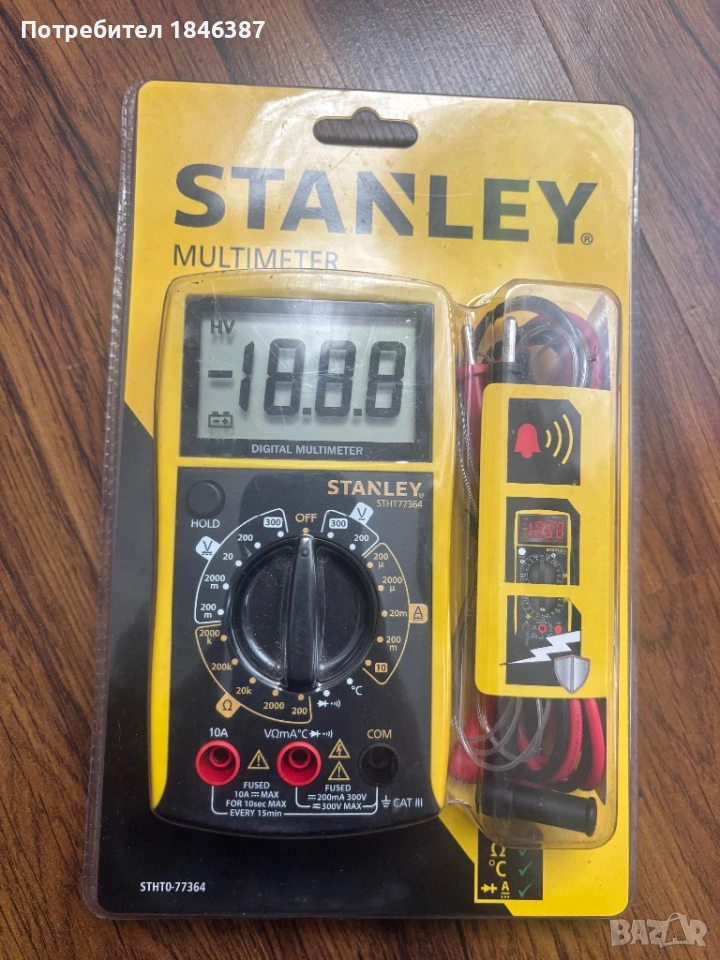 Потребител 1846387
STANLEY®
MULTIMETER
HV
-18.8.8
DIGITAL MULTIMETER
STANLEY®
STHT77364
HOLD
OFF
300
200
20
2000
m
200
m
2000
k
200k
20k
2000
200
Ω
V
300
200
V
200
µ
2000
µ
20m
200
m
10
A
°C
10A
VΩmA°C
COM
FUSED
10A MAX
FOR 10sec MAX
EVERY 15min
FUSED
200mA 300V
300V MAX
CAT III
Ω ✓
°C ✓
A ✓
STHT0-77364
BAZAR